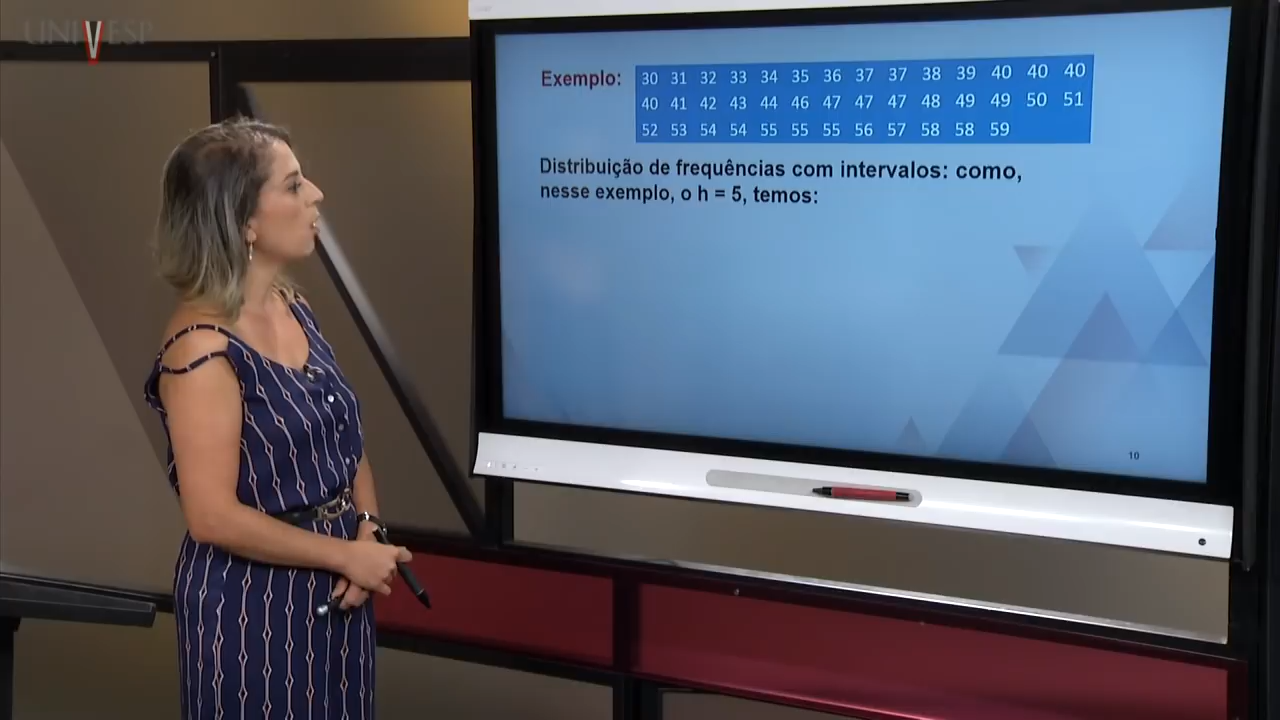 UNIVESP
Exemplo:
30 31 32 33 34 35 36 37 37 38 39 40 40 40
40 41 42 43 44 46 47 47 47 48 49 49 50 51
52 53 54 54 55 55 55 56 57 58 58 59
Distribuição de frequências com intervalos: como,
nesse exemplo, o h = 5, temos:
10